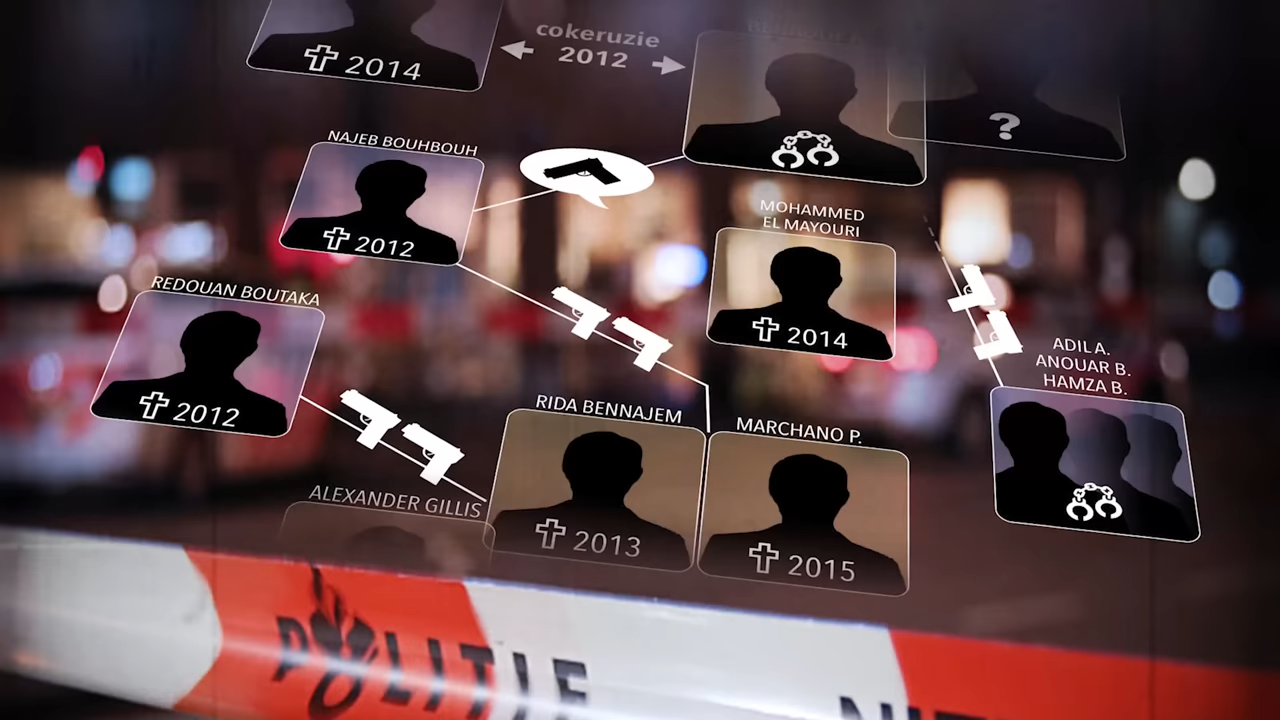 cokeruzie
2012
2014
?
NAJEB BOUHBOUH
2012
MOHAMMED
EL MAYOURI
2014
REDOUAN BOUTAKA
2012
ADIL A.
ANOUAR B.
HAMZA B.
RIDA BENNAJEM
2013
MARCHANO P.
2015
ALEXANDER GILLIS
POLITIE